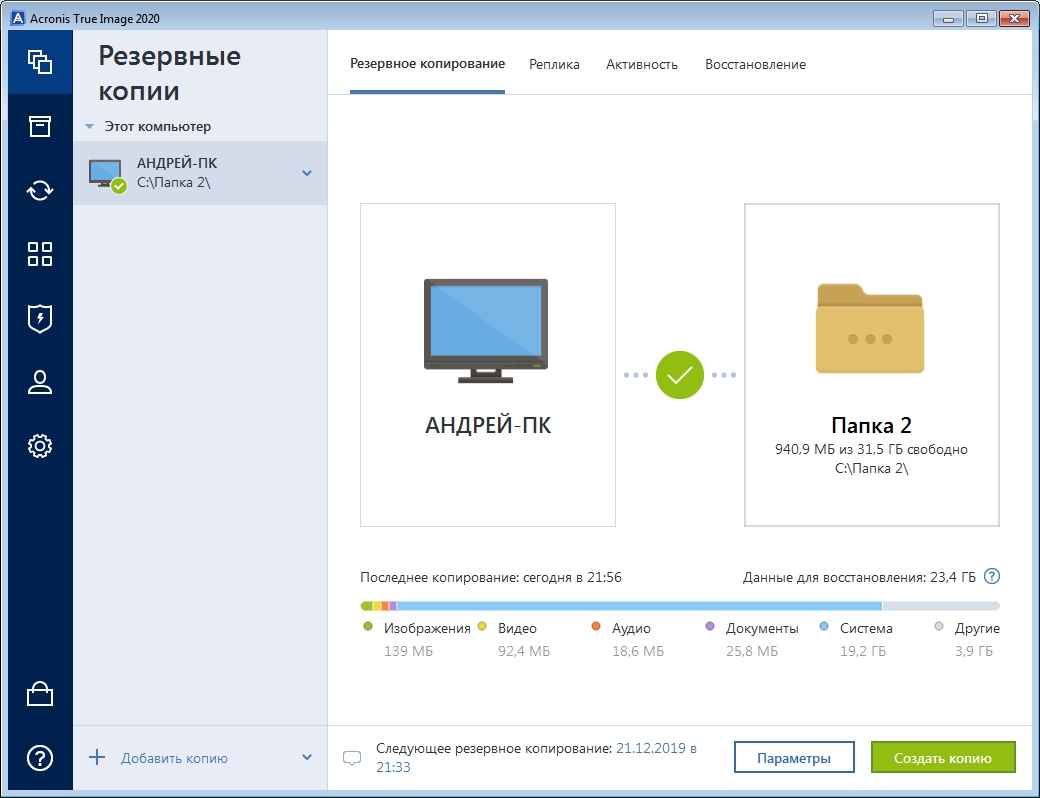 Acronis True Image 2020
Резервные
копии
Этот компьютер
АНДРЕЙ-ПК
C:\Папка 2\
Добавить копию
Резервное копирование
Реплика
Активность
Восстановление
АНДРЕЙ-ПК
Папка 2
940,9 МБ из 31,5 ГБ свободно
C:\Папка 2\
Последнее копирование: сегодня в 21:56
Данные для восстановления: 23,4 ГБ ?
Изображения
139 МБ
Видео
92,4 МБ
Аудио
18,6 МБ
Документы
25,8 МБ
Система
19,2 ГБ
Другие
3,9 ГБ
Следующее резервное копирование: 21.12.2019 в
21:33
Параметры
Создать копию